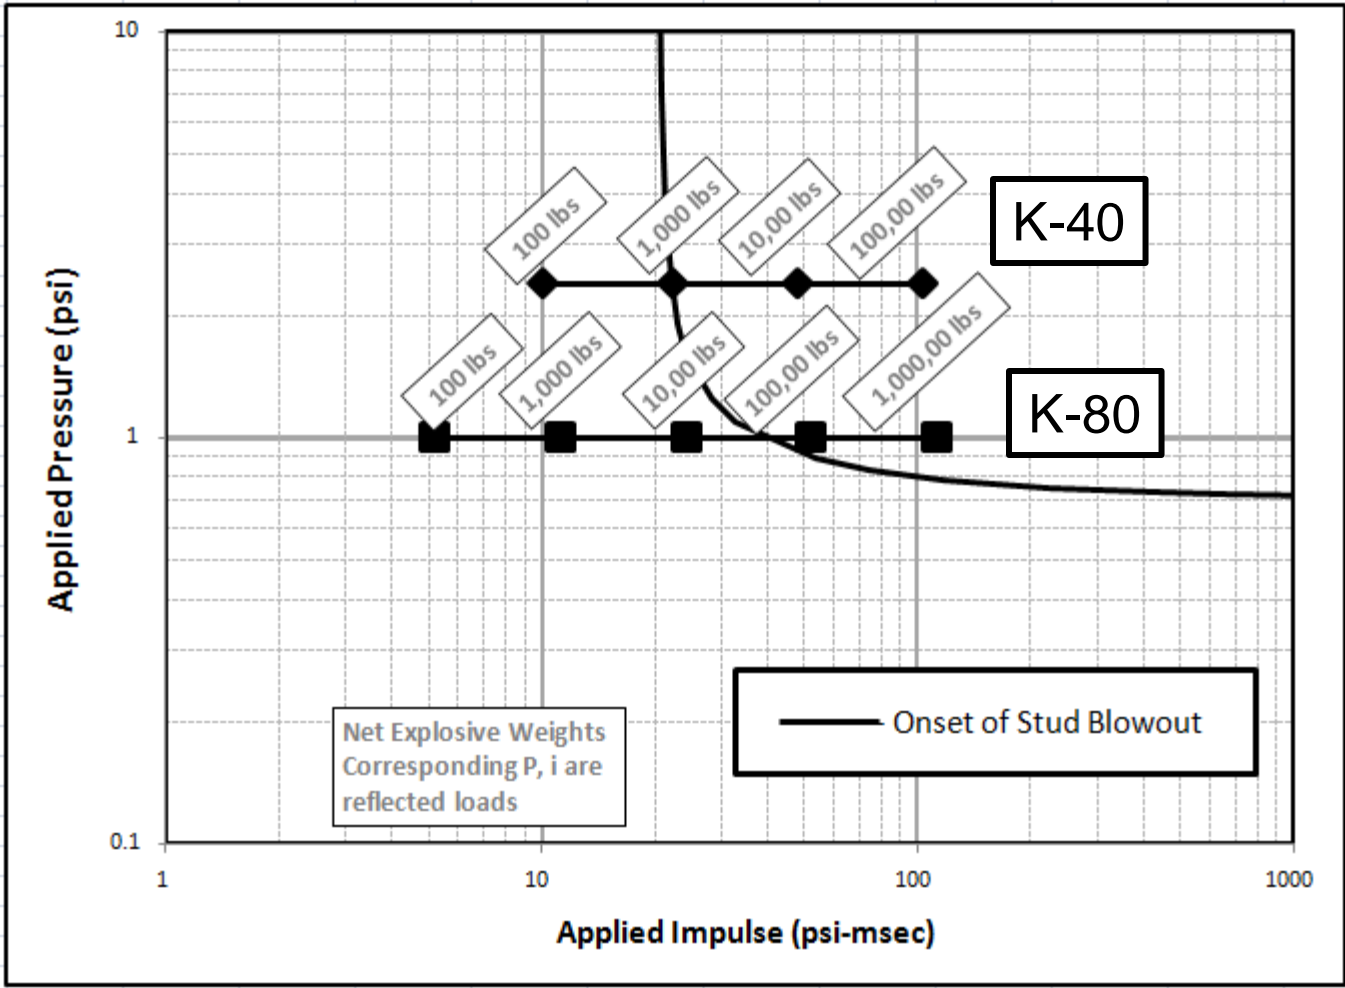 10
100 lbs
1,000 lbs
10,00 lbs
100,00 lbs
K-40
100 lbs
1,000 lbs
10,00 lbs
100,00 lbs
1,000,00 lbs
K-80
1
Applied Pressure (psi)
Onset of Stud Blowout
Net Explosive Weights
Corresponding P, i are
reflected loads
0.1
1
10
100
1000
Applied Impulse (psi-msec)